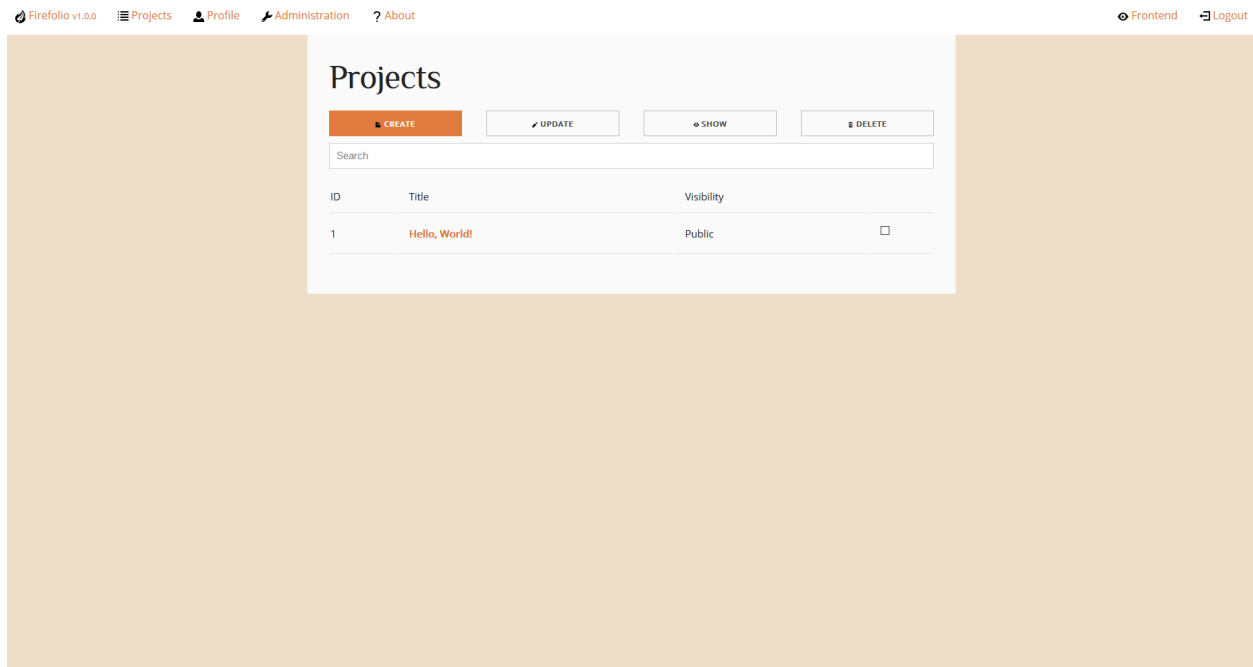 Firefolio v1.0.0 Projects Profile Administration About Frontend Logout
Projects
CREATE UPDATE SHOW DELETE
Search
ID Title Visibility
1 Hello, World! Public